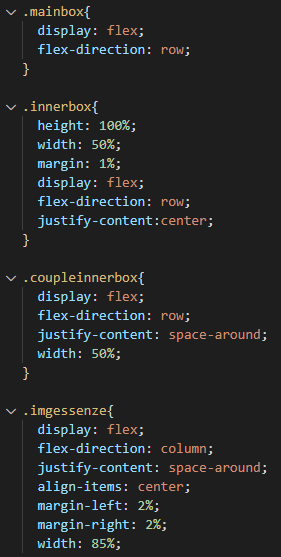 .mainbox{
display: flex;
flex-direction: row;
}
.innerbox{
height: 100%;
width: 50%;
margin: 1%;
display: flex;
flex-direction: row;
justify-content:center;
}
.coupleinnerbox{
display: flex;
flex-direction: row;
justify-content: space-around;
width: 50%;
}
.imgessenze{
display: flex;
flex-direction: column;
justify-content: space-around;
align-items: center;
margin-left: 2%;
margin-right: 2%;
width: 85%;